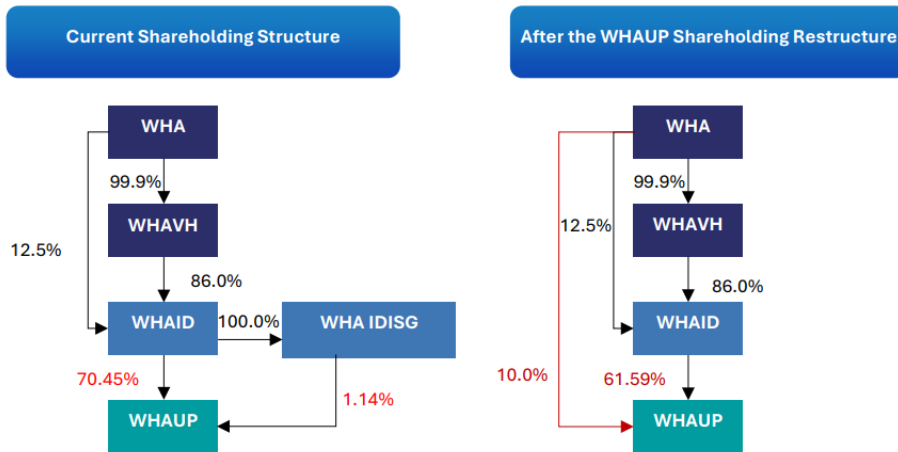 Current Shareholding Structure
WHA
99.9%
WHAVH
12.5%
86.0%
WHAID
100.0%
WHA IDISG
70.45%
1.14%
WHAUP
After the WHAUP Shareholding Restructure
WHA
99.9%
WHAVH
12.5%
86.0%
WHAID
10.0%
61.59%
WHAUP